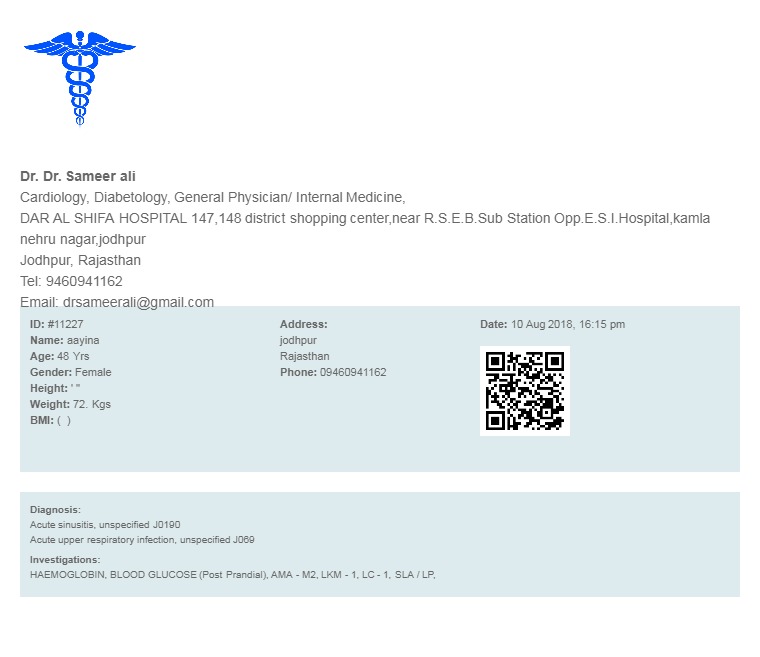 Dr. Dr. Sameer ali
Cardiology, Diabetology, General Physician/ Internal Medicine,
DAR AL SHIFA HOSPITAL 147,148 district shopping center,near R.S.E.B.Sub Station Opp.E.S.I.Hospital,kamla
nehru nagar,jodhpur
Jodhpur, Rajasthan
Tel: 9460941162
Email: drsameerali@gmail.com
ID: #11227
Name: aayina
Age: 48 Yrs
Gender: Female
Height: ' "
Weight: 72. Kgs
BMI: ( )
Address:
jodhpur
Rajasthan
Phone: 09460941162
Date: 10 Aug 2018, 16:15 pm
Diagnosis:
Acute sinusitis, unspecified J0190
Acute upper respiratory infection, unspecified J069
Investigations:
HAEMOGLOBIN, BLOOD GLUCOSE (Post Prandial), AMA - M2, LKM - 1, LC - 1, SLA / LP,